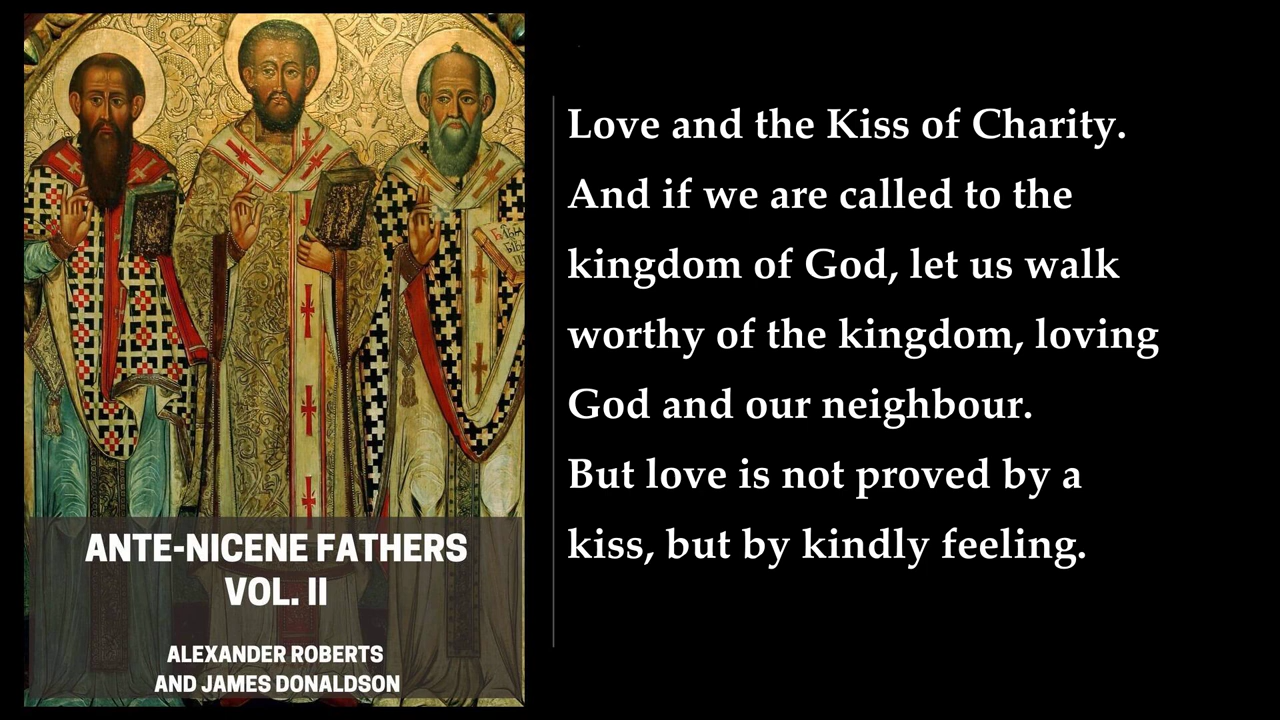 ANTE-NICENE FATHERS
VOL. II
ALEXANDER ROBERTS
AND JAMES DONALDSON
Love and the Kiss of Charity.
And if we are called to the
kingdom of God, let us walk
worthy of the kingdom, loving
God and our neighbour.
But love is not proved by a
kiss, but by kindly feeling.